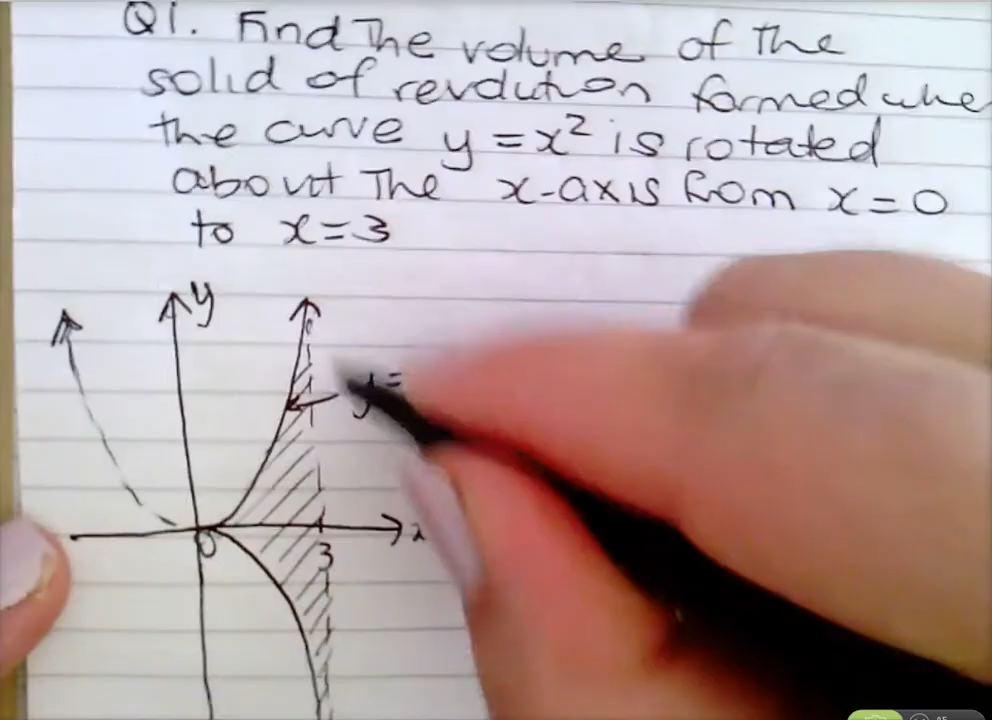 Q1. Find The volume of The
solid of revolution formed whe
the curve y = x² is rotated
about The x-axis from x = 0
to x = 3
y
y =
x
0
3